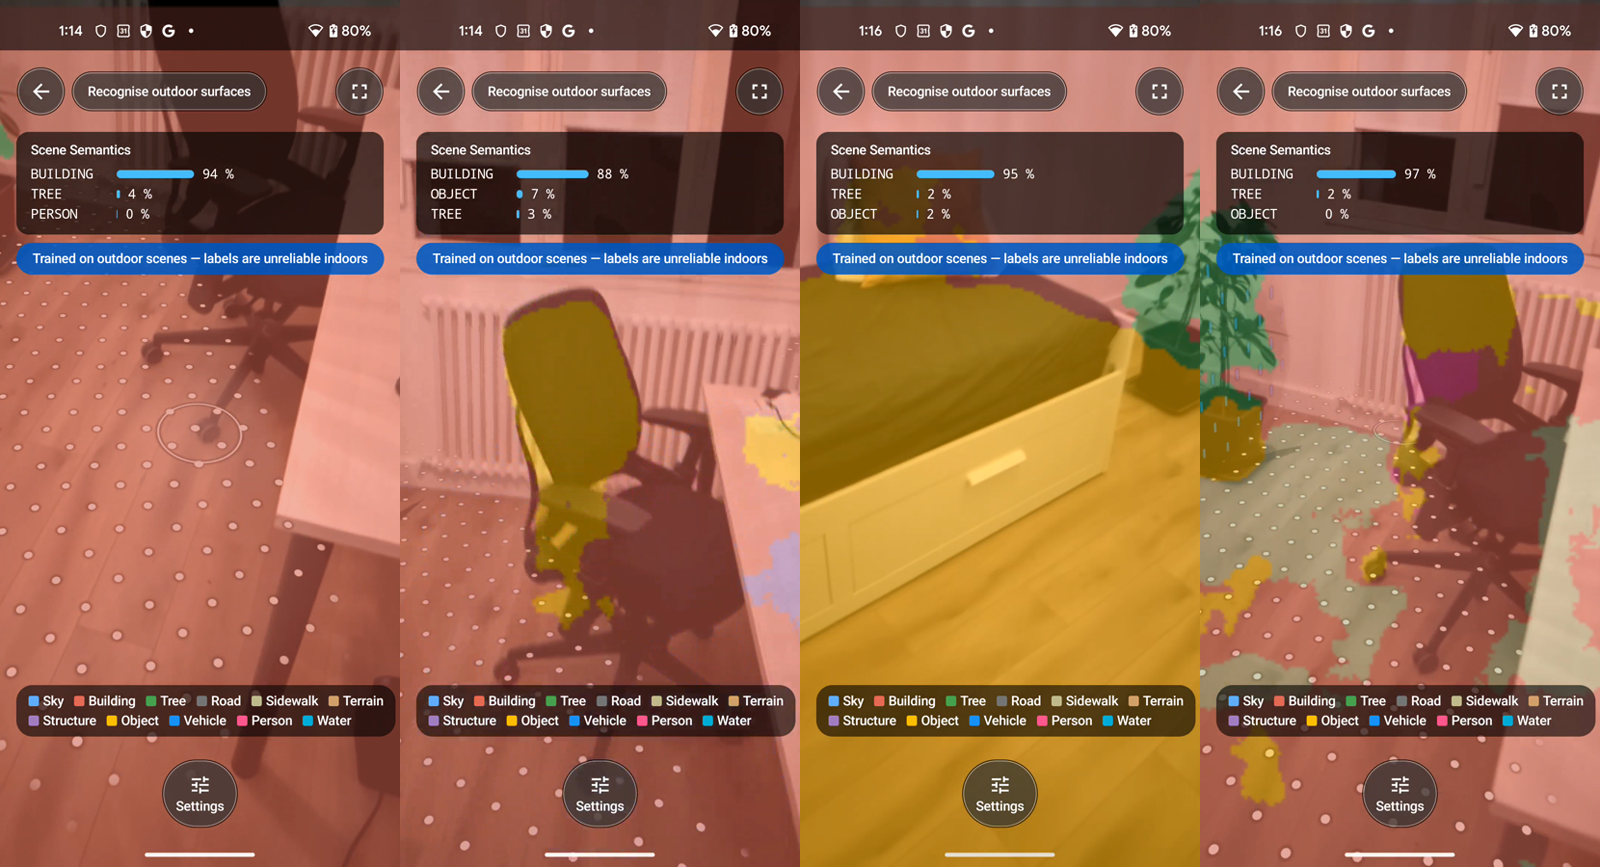 1:14
80%
Recognise outdoor surfaces
Scene Semantics
BUILDING 94 %
TREE 4 %
PERSON 0 %
Trained on outdoor scenes — labels are unreliable indoors
Sky Building Tree Road Sidewalk Terrain
Structure Object Vehicle Person Water
Settings
1:14
80%
Recognise outdoor surfaces
Scene Semantics
BUILDING 88 %
OBJECT 7 %
TREE 3 %
Trained on outdoor scenes — labels are unreliable indoors
Sky Building Tree Road Sidewalk Terrain
Structure Object Vehicle Person Water
Settings
1:16
80%
Recognise outdoor surfaces
Scene Semantics
BUILDING 95 %
TREE 2 %
OBJECT 2 %
Trained on outdoor scenes — labels are unreliable indoors
Sky Building Tree Road Sidewalk Terrain
Structure Object Vehicle Person Water
Settings
1:16
80%
Recognise outdoor surfaces
Scene Semantics
BUILDING 97 %
TREE 2 %
OBJECT 0 %
Trained on outdoor scenes — labels are unreliable indoors
Sky Building Tree Road Sidewalk Terrain
Structure Object Vehicle Person Water
Settings